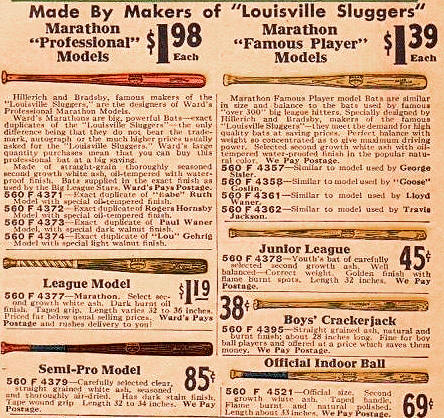 Made By Makers of "Louisville Sluggers"
Marathon
"Professional"
Models
$1.98
Each
Hillerich and Bradsby, famous makers of the
"Louisville Sluggers", are the designers of Ward's
Professional Marathon Models.
Ward's Marathons are big, powerful Bats—exact
duplicates of the "Louisville Sluggers"—the only
difference being that they do not bear the trade-
mark, autograph or the much higher prices usually
asked for the "Louisville Sluggers." Ward's large
quantity purchases mean that you can buy this
professional bat at a big saving.
Made of straight-grain thoroughly seasoned
second growth white ash, oil-tempered with water-
proof finish. Bats supplied in the exact finish as
used by the Big League Stars. Ward's Pays Postage.
560 F 4371—Exact duplicate of "Babe" Ruth
Model with special oil-tempered finish.
560 F 4372—Exact duplicated Rogers Hornsby
Model with special oil-tempered finish.
560 F 4373—Exact duplicate of Paul Waner
Model, with special dark walnut finish.
560 F 4374—Exact duplicate of "Lou" Gehrig
Model with special light walnut finish.
League Model
560 F 4377—Marathon. Select sec-
ond growth white ash. Dark burnt oil
finish. Taped grip. Length varies 32 to 36 inches.
Priced far below usual selling prices. Ward's Pays
Postage and rushes delivery to you!
$1.19
Semi-Pro Model
560 F 4379—Carefully selected clear,
straight grained white ash, seasoned
and thoroughly air-dried. Has dark stain finish.
Tape wound grip. Length 32 to 34 inches. We Pay
Postage.
85¢
Marathon
"Famous Player"
Models
$1.39
Each
Marathon Famous Player model Bats are similar
in size and balance to the bats used by famous
"over 300" big league hitters. Specially designed by
Hillerich and Bradsby, makers of the famous
"Louisville Sluggers"—they meet the demand for high
quality bats at saving prices. Perfect balance with
weight so concentrated as to give maximum driving
power. Selected second growth white ash with oil-
tempered waterproof finish in the popular natu-
ral color. We Pay Postage.
560 F 4357—Similar to model used by George
Sisler.
560 F 4358—Similar to model used by "Goose"
Goslin.
560 F 4361—Similar to model used by Lloyd
Waner.
560 F 4362—Similar to model used by Travis
Jackson.
Junior League
560 F 4378—Youth's bat of carefully
selected second growth ash. Well
balanced—Correct weight. Golden finish with
flame burnt spots. Length 32 inches. We Pay
Postage.
45¢
38¢
Boys' Crackerjack
560 F 4395—Straight grained ash, natural and
burnt finish; about 28 inches long. Fine for boy
ball players and offered at a price which saves them
money. We Pay Postage.
Official Indoor Ball
560 F 4521—Official size. Second
growth white ash. Taped handle.
Flame burnt and natural polished.
Length about 33 inches. We Pay Postage.
69¢